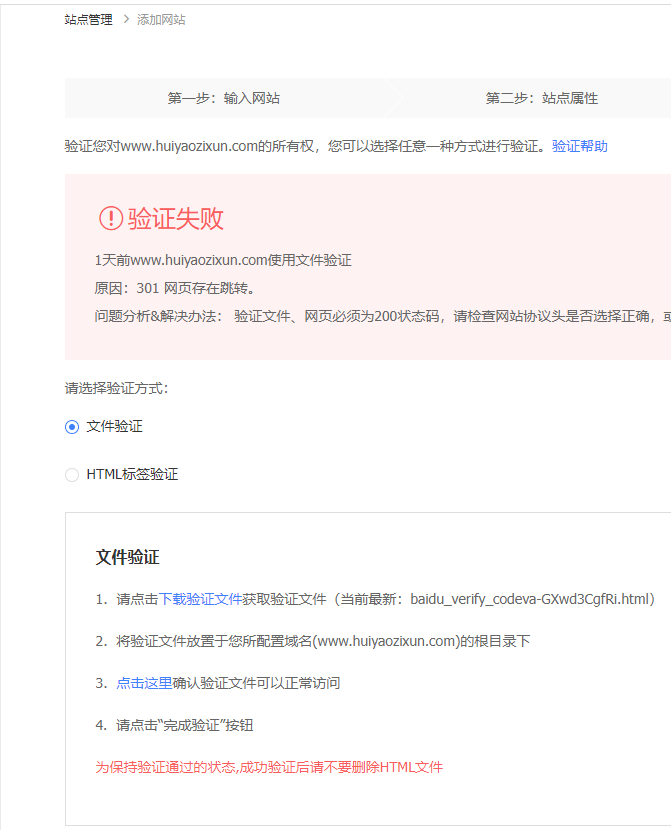 站点管理 > 添加网站
第一步：输入网站 第二步：站点属性
验证您对www.huiyaozixun.com的所有权，您可以选择任意一种方式进行验证。验证帮助
验证失败
1天前www.huiyaozixun.com使用文件验证
原因：301 网页存在跳转。
问题分析&解决办法： 验证文件、网页必须为200状态码，请检查网站协议头是否选择正确，或
请选择验证方式：
文件验证
HTML标签验证
文件验证
1. 请点击下载验证文件获取验证文件（当前最新：baidu_verify_codeva-GXwd3CgfRi.html）
2. 将验证文件放置于您所配置域名(www.huiyaozixun.com)的根目录下
3. 点击这里确认验证文件可以正常访问
4. 请点击“完成验证”按钮
为保持验证通过的状态,成功验证后请不要删除HTML文件